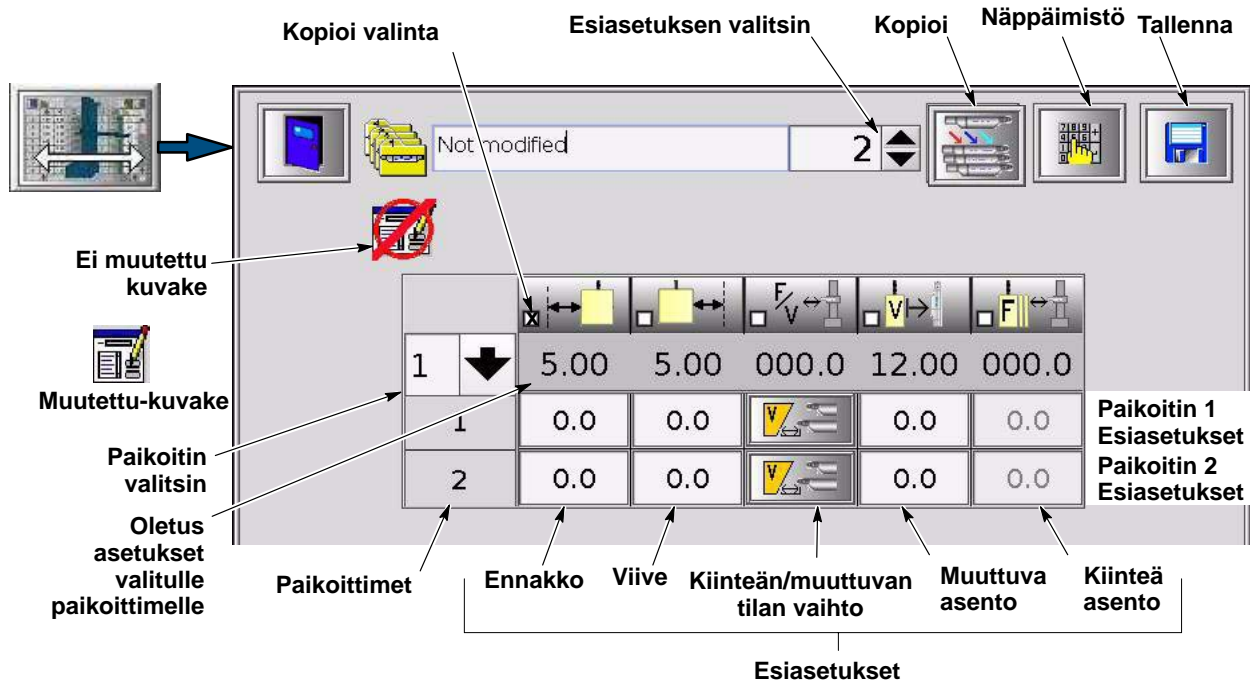 Kopioi valinta
Esiasetuksen valitsin
Kopioi
Näppäimistö
Tallenna
Not modified
2
Ei muutettu
kuvake
Muutettu-kuvake
F/V
V
F
1
5.00 5.00 000.0 12.00 000.0
1 0.0 0.0 V 0.0 0.0
Paikoitin 1
Esiasetukset
2 0.0 0.0 V 0.0 0.0
Paikoitin 2
Esiasetukset
Paikoitin
valitsin
Oletus
asetukset
valitulle
paikoittimelle
Paikoittimet
Ennakko
Viive
Kiinteän/muuttuvan
tilan vaihto
Muuttuva
asento
Kiinteä
asento
Esiasetukset